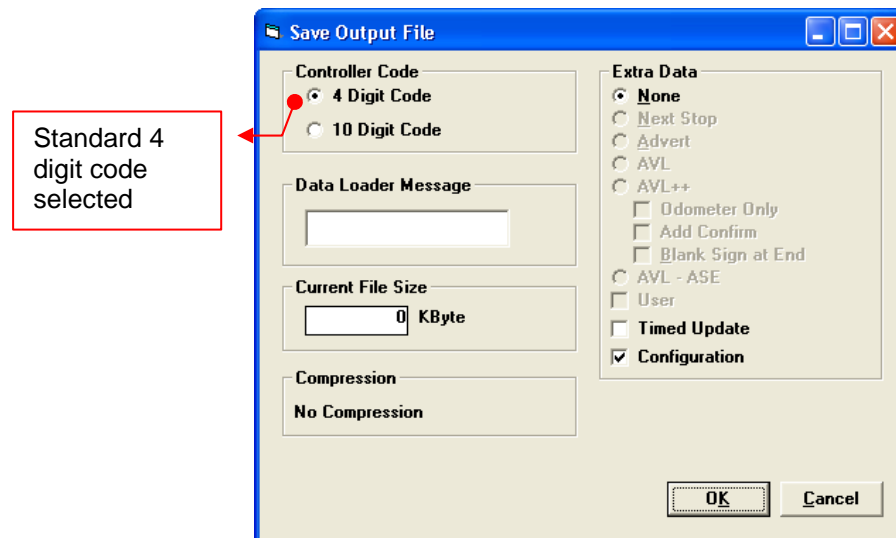 Save Output File
Standard 4
digit code
selected
Controller Code
4 Digit Code
10 Digit Code
Data Loader Message
Current File Size
0 KByte
Compression
No Compression
Extra Data
None
Next Stop
Advert
AVL
AVL++
Odometer Only
Add Confirm
Blank Sign at End
AVL - ASE
User
Timed Update
Configuration
OK
Cancel